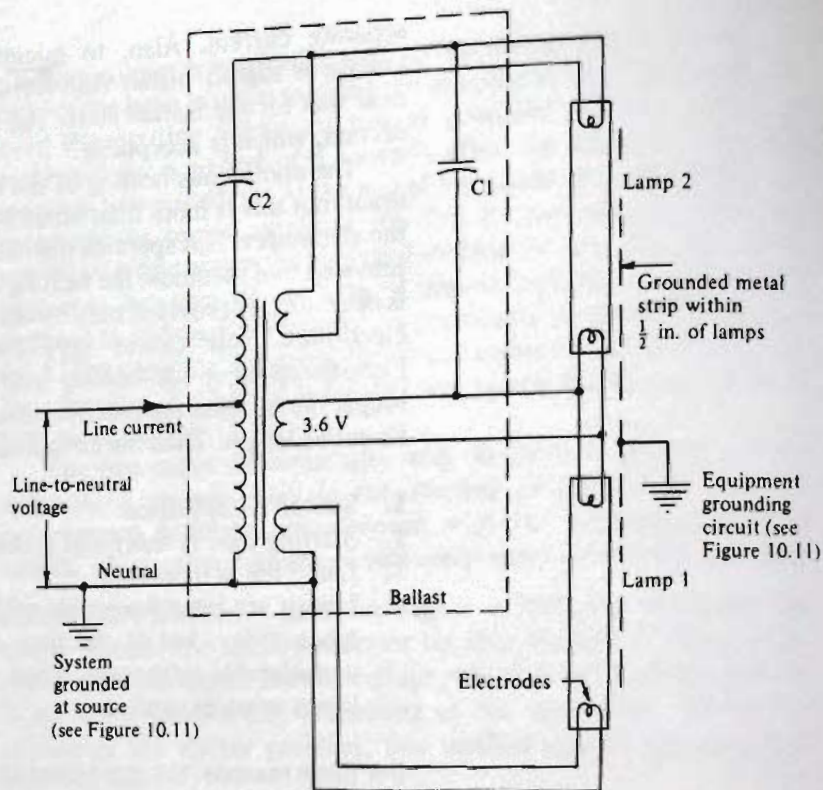 C2
C1
Lamp 2
Grounded metal
strip within
1/2 in. of lamps
Line current
3.6 V
Line-to-neutral
voltage
Equipment
grounding
circuit (see
Figure 10.11)
Neutral
Ballast
Lamp 1
System
grounded
at source
(see Figure 10.11)
Electrodes